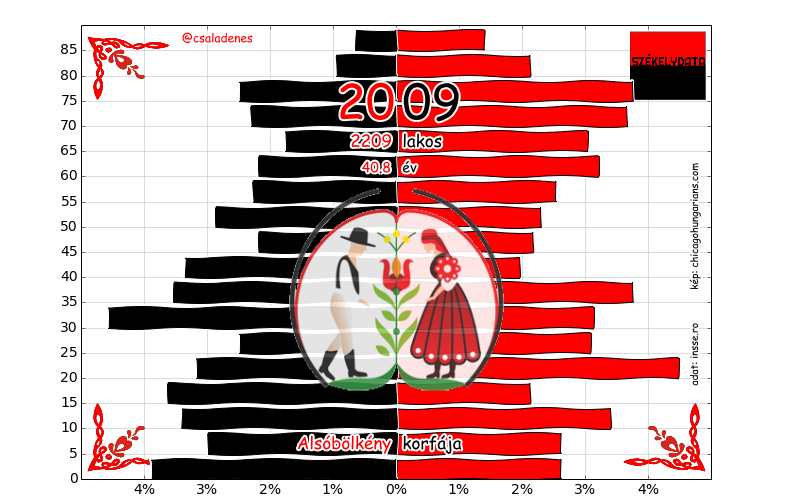 @csaladenes
SZÉKELYDATA
2009
2209 lakos
40.8 év
Alsóbölkény korfája
kép: chicagohungarians.com
adat: insse.ro
85
80
75
70
65
60
55
50
45
40
35
30
25
20
15
10
5
0
4% 3% 2% 1% 0% 1% 2% 3% 4%